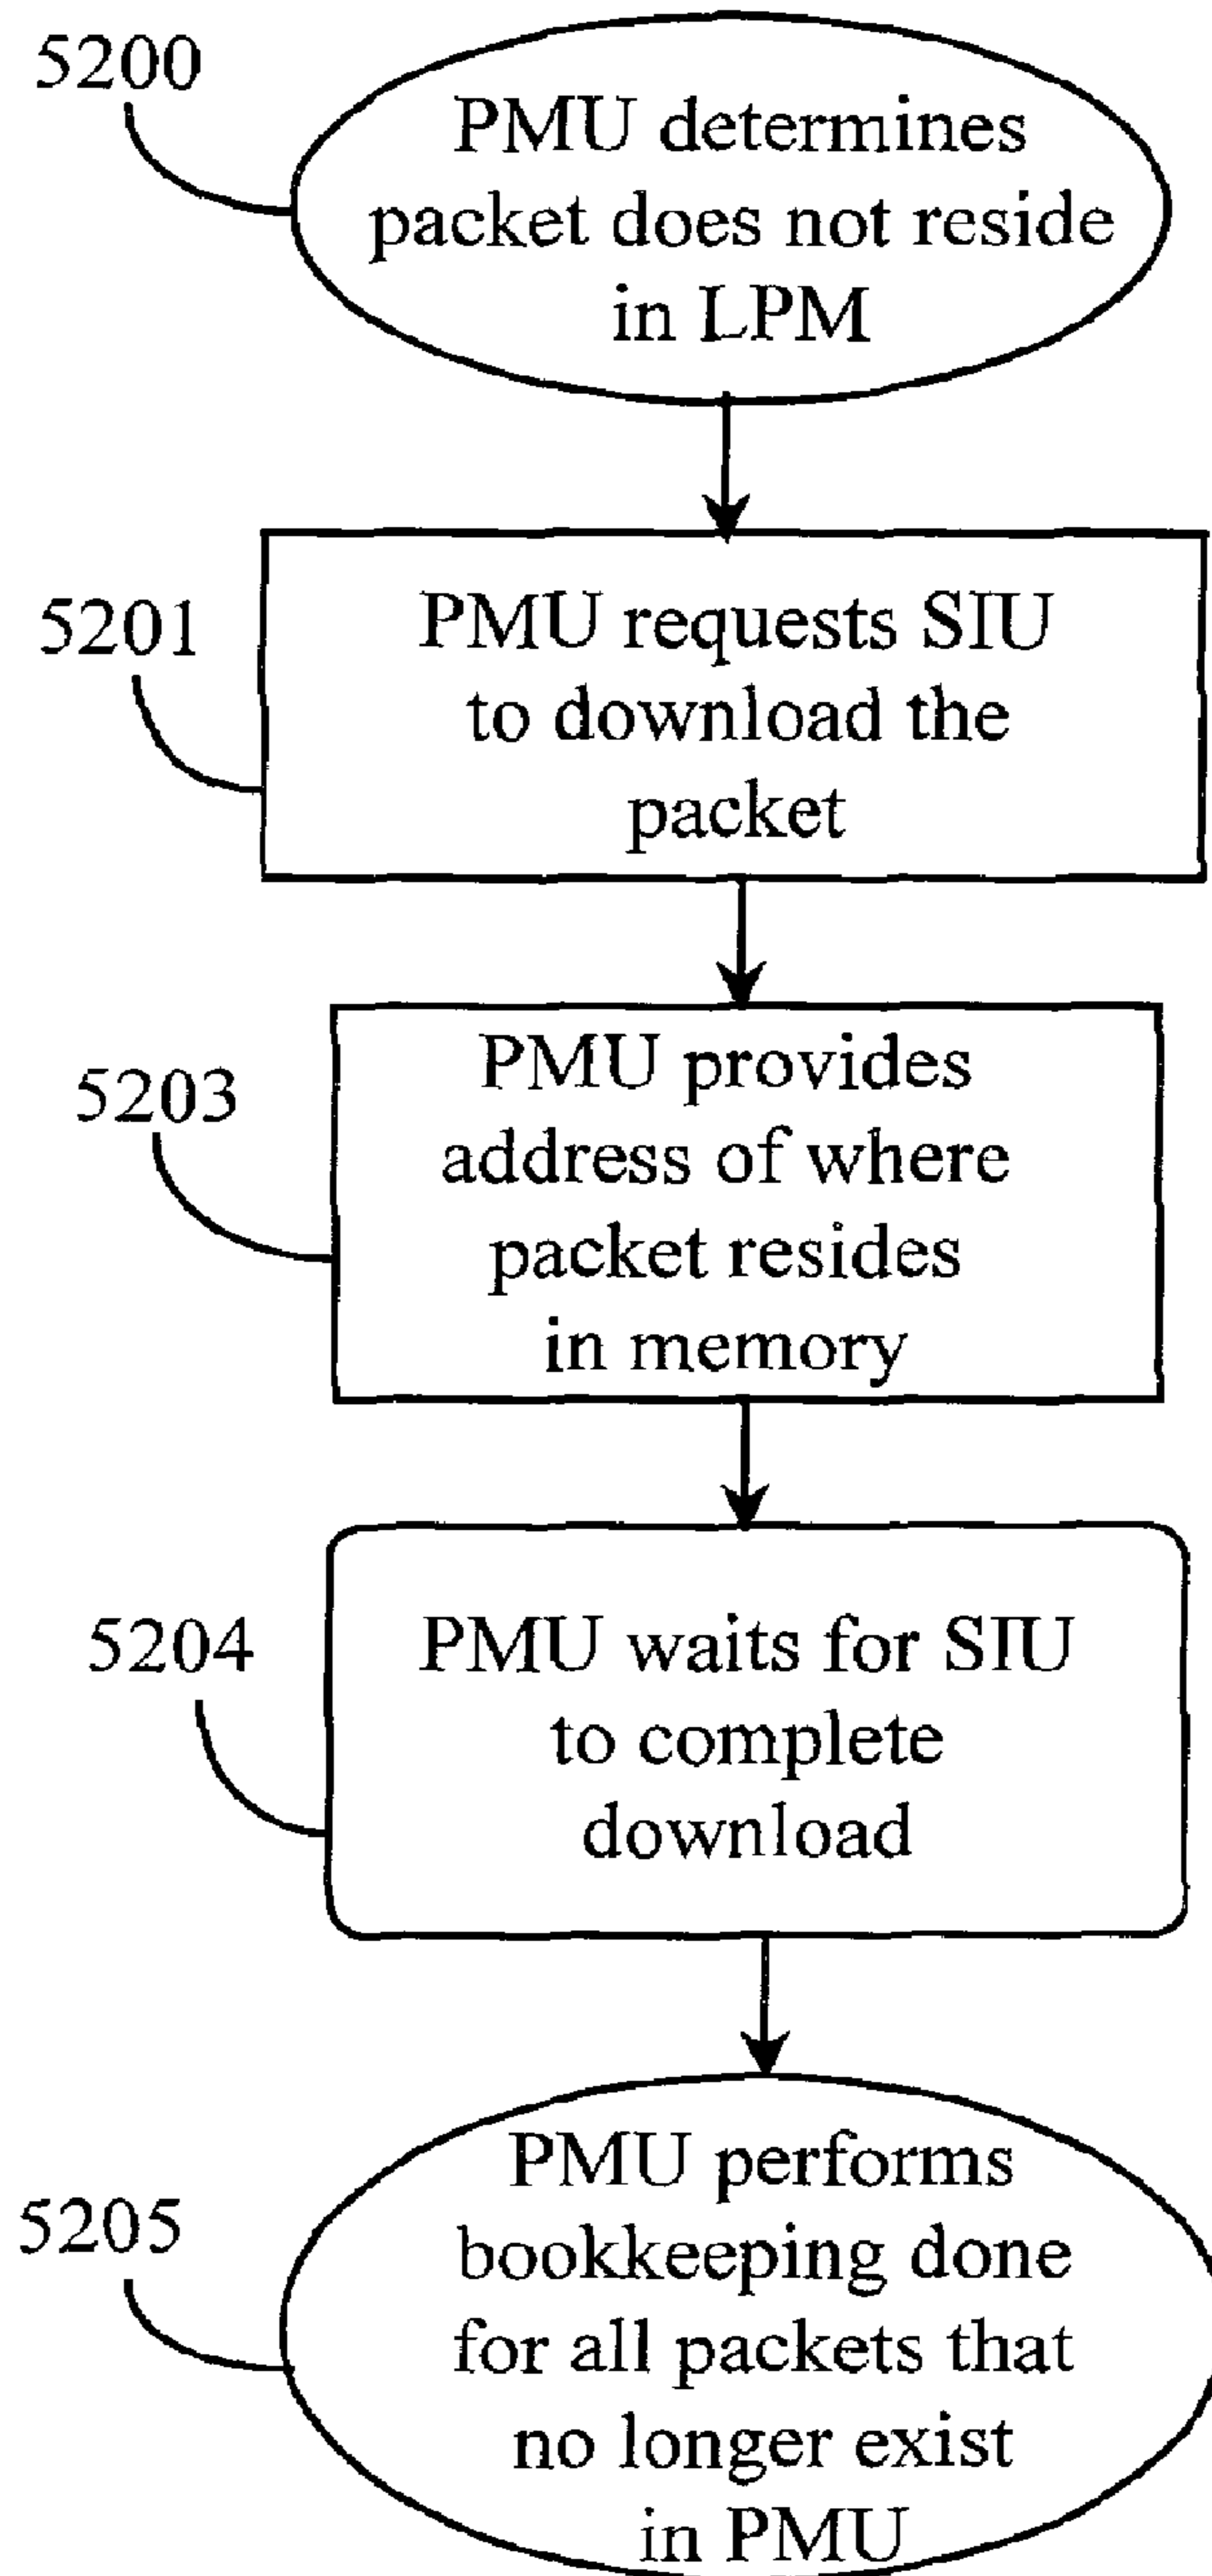 5200
PMU determines
packet does not reside
in LPM
5201
PMU requests SIU
to download the
packet
5203
PMU provides
address of where
packet resides
in memory
5204
PMU waits for SIU
to complete
download
5205
PMU performs
bookkeeping done
for all packets that
no longer exist
in PMU